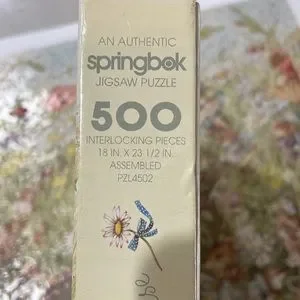 AN AUTHENTIC
springbok
JIGSAW PUZZLE
500
INTERLOCKING PIECES
18 IN. X 23 1/2 IN.
ASSEMBLED
PZL4502